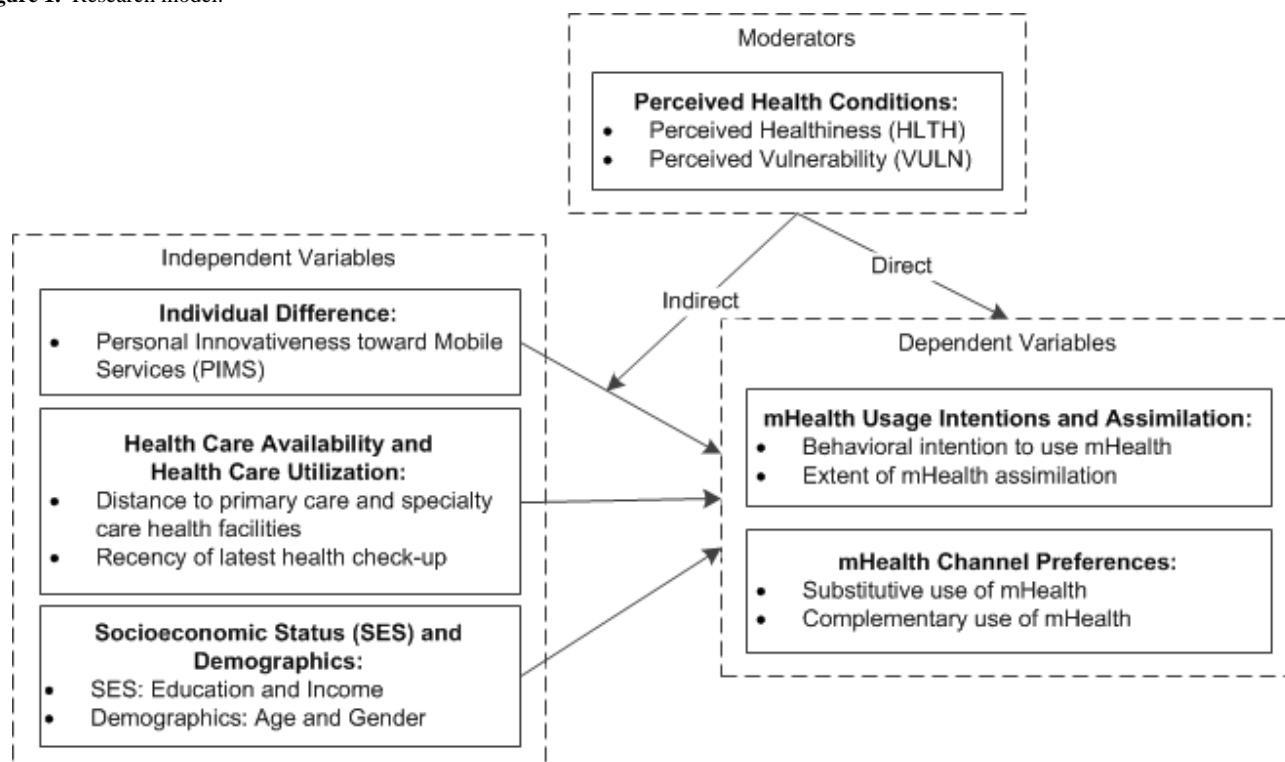 Figure 1. Research model.
Moderators
Perceived Health Conditions:
• Perceived Healthiness (HLTH)
• Perceived Vulnerability (VULN)
Independent Variables
Individual Difference:
• Personal Innovativeness toward Mobile
Services (PIMS)
Health Care Availability and
Health Care Utilization:
• Distance to primary care and specialty
care health facilities
• Recency of latest health check-up
Socioeconomic Status (SES) and
Demographics:
• SES: Education and Income
• Demographics: Age and Gender
Indirect
Direct
Dependent Variables
mHealth Usage Intentions and Assimilation:
• Behavioral intention to use mHealth
• Extent of mHealth assimilation
mHealth Channel Preferences:
• Substitutive use of mHealth
• Complementary use of mHealth